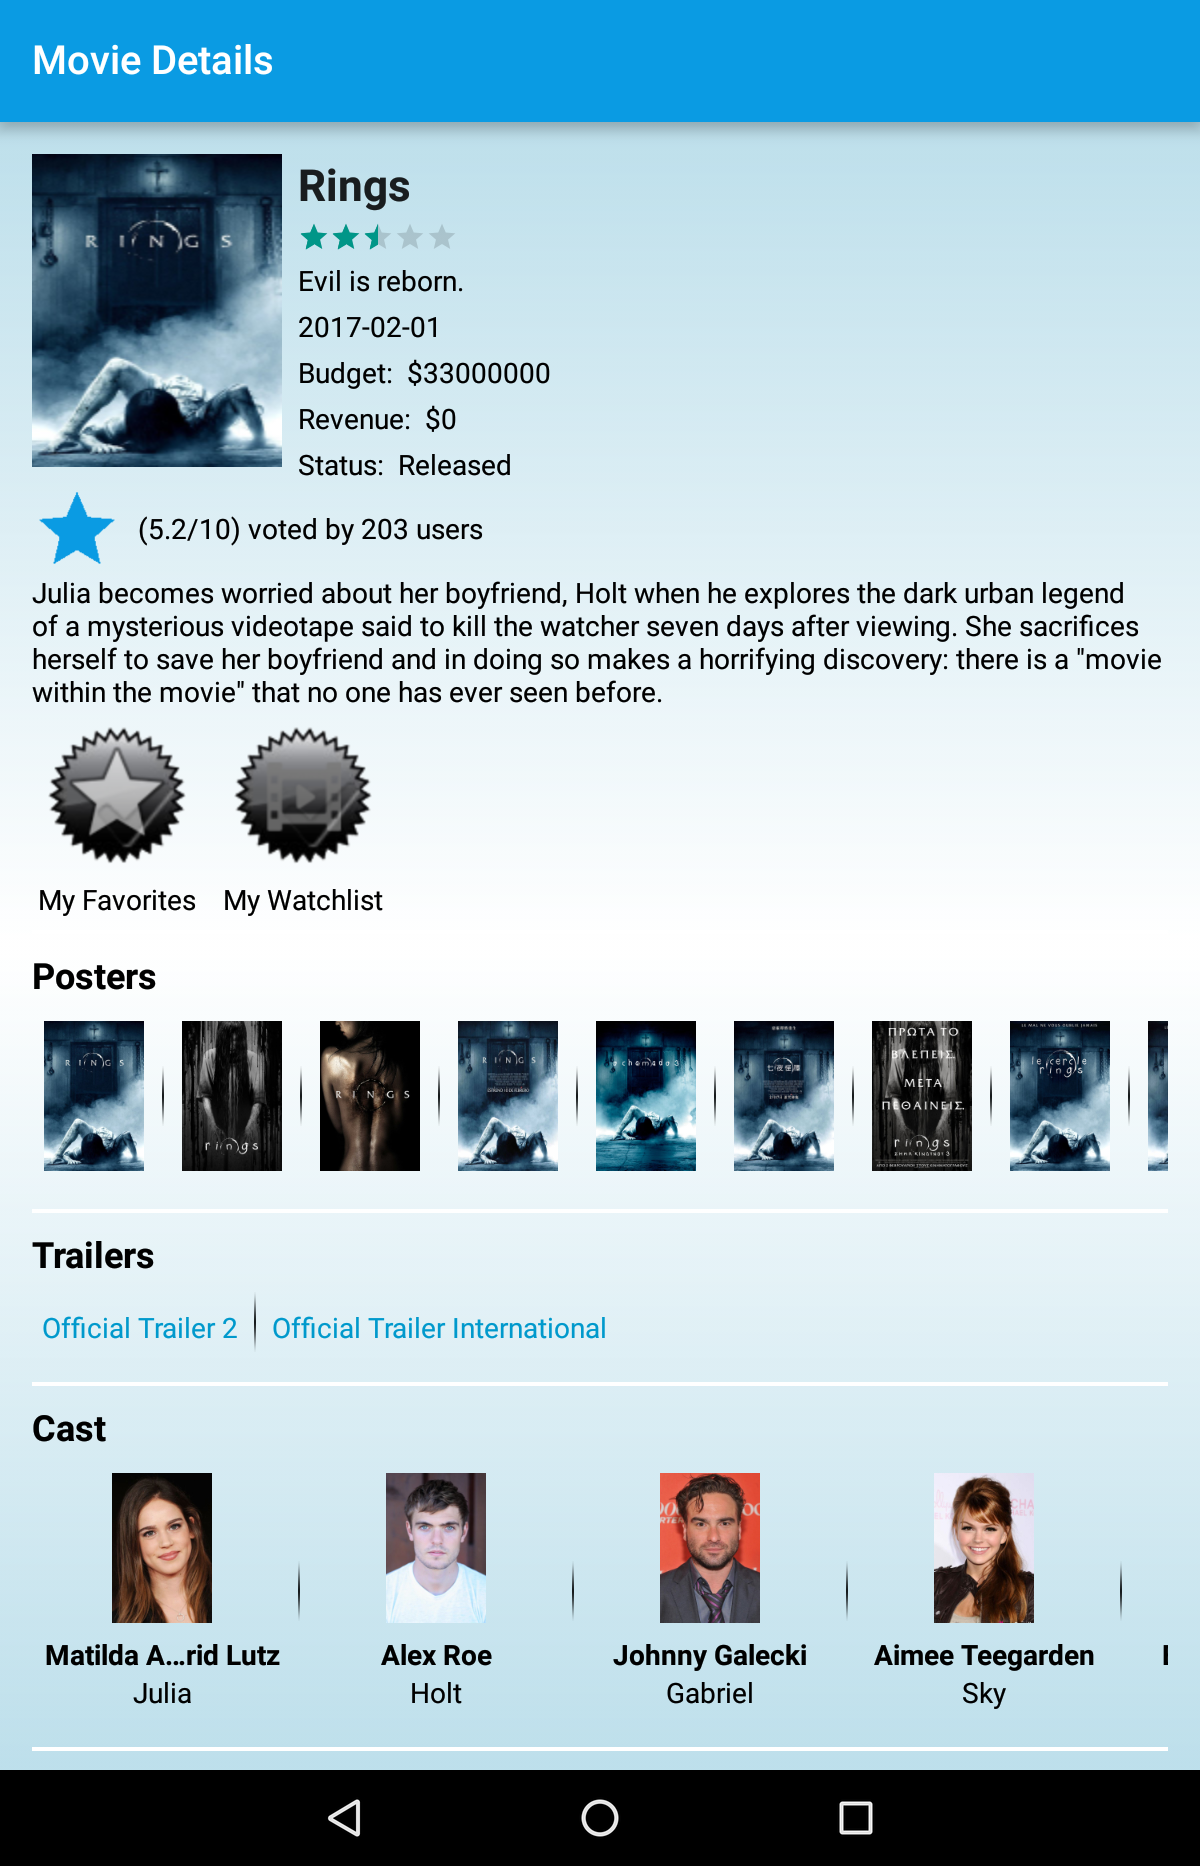 Movie Details
RINGS
Rings
Evil is reborn.
2017-02-01
Budget: $33000000
Revenue: $0
Status: Released
(5.2/10) voted by 203 users
Julia becomes worried about her boyfriend, Holt when he explores the dark urban legend
of a mysterious videotape said to kill the watcher seven days after viewing. She sacrifices
herself to save her boyfriend and in doing so makes a horrifying discovery: there is a "movie
within the movie" that no one has ever seen before.
My Favorites My Watchlist
Posters
RINGS
rings
RINGS
RINGS
ΠΡΩΤΑ ΤΟ
ΒΛΕΠΕΙΣ.
ΜΕΤΑ
ΠΕΘΑΙΝΕΙΣ.
rings
le cercle
rings
Trailers
Official Trailer 2 Official Trailer International
Cast
Matilda A...rid Lutz Alex Roe Johnny Galecki Aimee Teegarden
Julia Holt Gabriel Sky